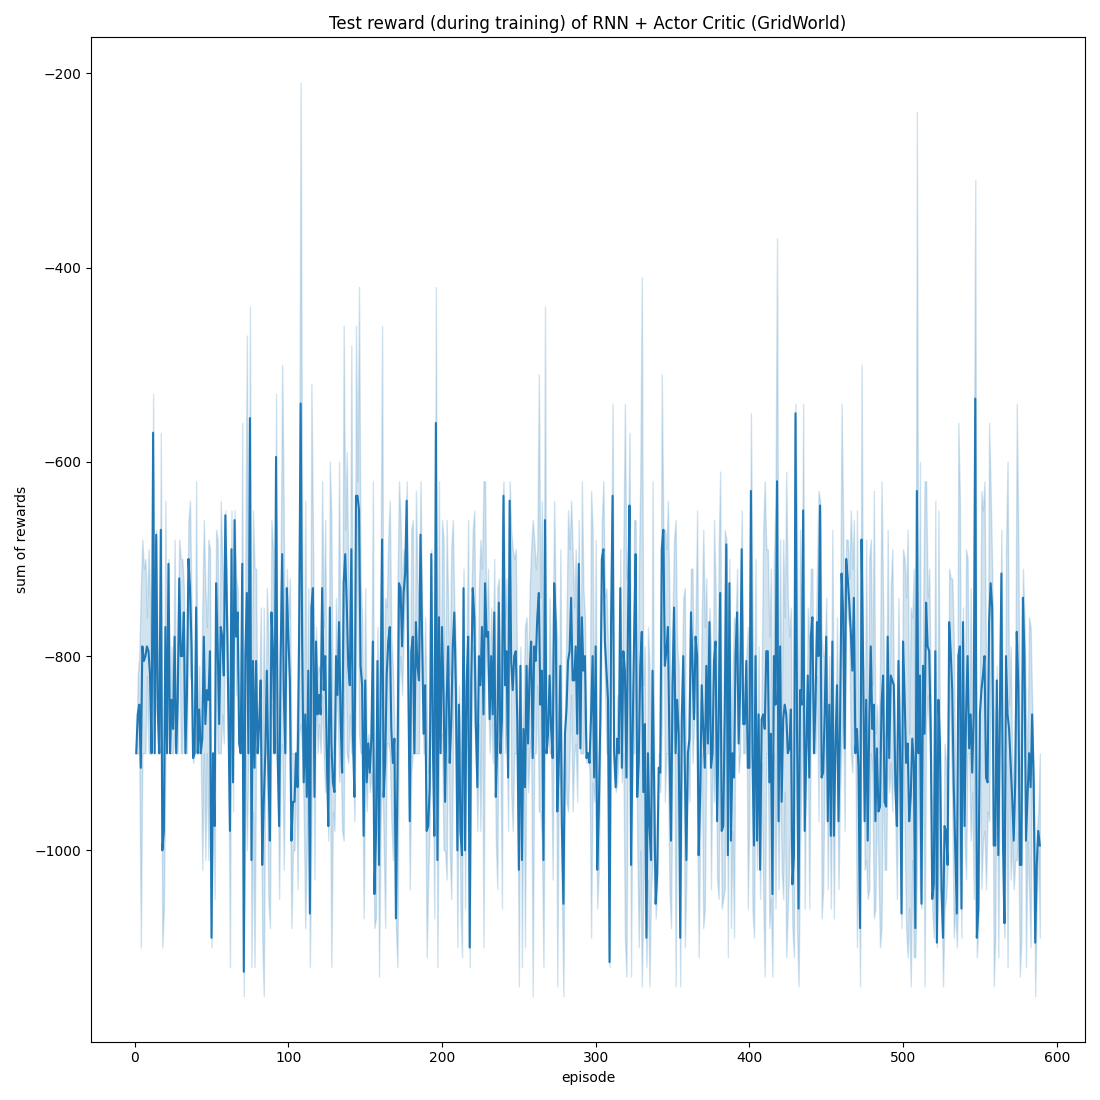 Test reward (during training) of RNN + Actor Critic (GridWorld)
−200
−400
−600
−800
−1000
sum of rewards
0 100 200 300 400 500 600
episode